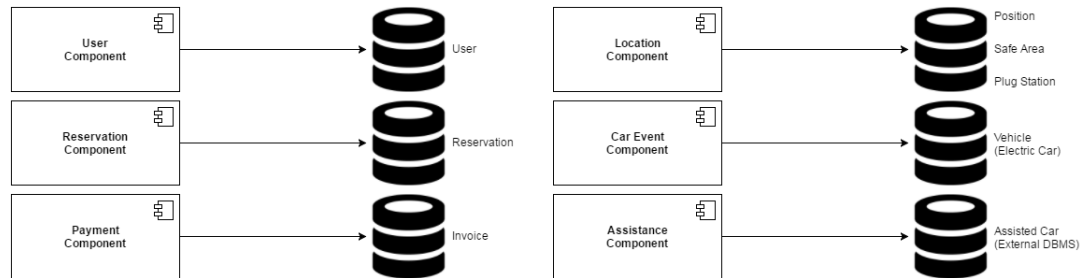 User
Component
User
Location
Component
Position
Safe Area
Plug Station
Reservation
Component
Reservation
Car Event
Component
Vehicle
(Electric Car)
Payment
Component
Invoice
Assistance
Component
Assisted Car
(External DBMS)